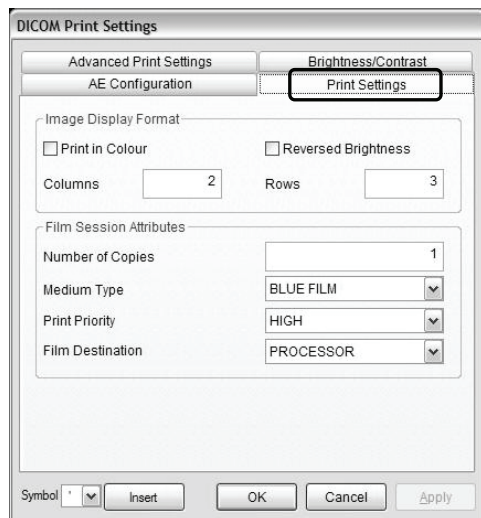 DICOM Print Settings
Advanced Print Settings Brightness/Contrast
AE Configuration Print Settings
Image Display Format
Print in Colour Reversed Brightness
Columns 2 Rows 3
Film Session Attributes
Number of Copies 1
Medium Type BLUE FILM
Print Priority HIGH
Film Destination PROCESSOR
Symbol ' Insert OK Cancel Apply